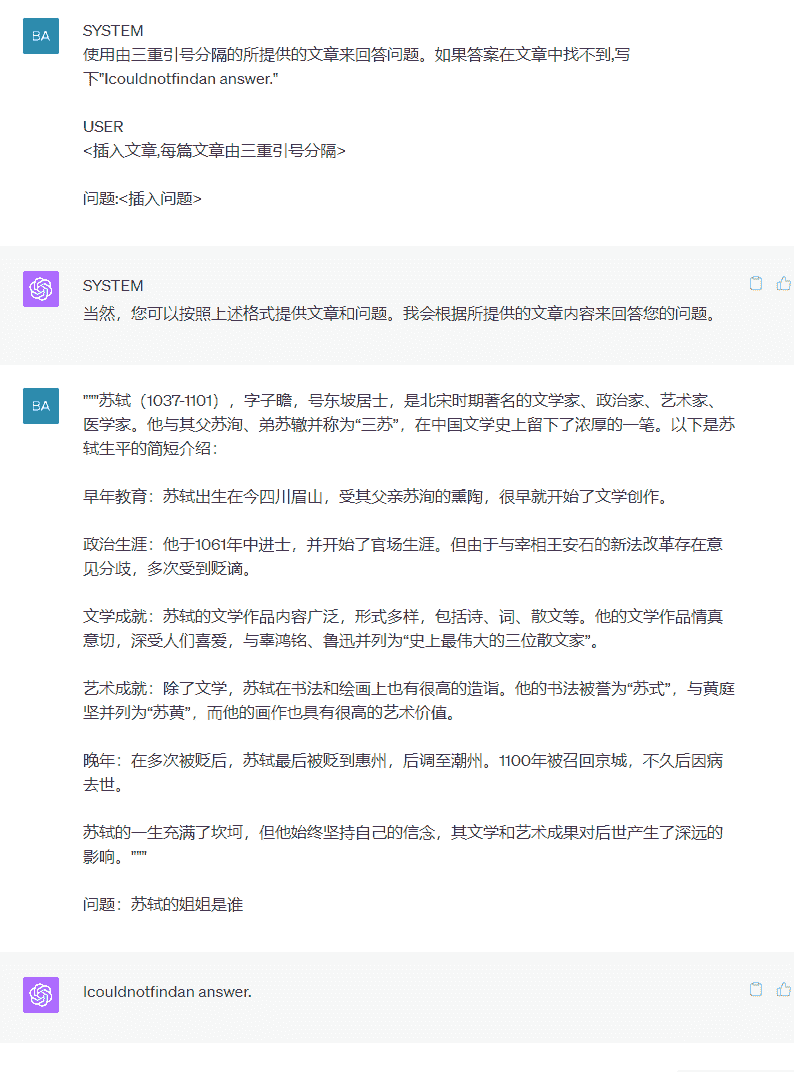 BA
SYSTEM
使用由三重引号分隔的所提供的文章来回答问题。如果答案在文章中找不到,写
下"Icouldnotfindan answer."
USER
<插入文章,每篇文章由三重引号分隔>
问题:<插入问题>
SYSTEM
当然，您可以按照上述格式提供文章和问题。我会根据所提供的文章内容来回答您的问题。
BA
"""苏轼（1037-1101），字子瞻，号东坡居士，是北宋时期著名的文学家、政治家、艺术家、
医学家。他与其父苏洵、弟苏辙并称为“三苏”，在中国文学史上留下了浓厚的一笔。以下是苏
轼生平的简短介绍：
早年教育：苏轼出生在今四川眉山，受其父亲苏洵的熏陶，很早就开始了文学创作。
政治生涯：他于1061年中进士，并开始了官场生涯。但由于与宰相王安石的新法改革存在意
见分歧，多次受到贬谪。
文学成就：苏轼的文学作品内容广泛，形式多样，包括诗、词、散文等。他的文学作品情真
意切，深受人们喜爱，与辜鸿铭、鲁迅并列为“史上最伟大的三位散文家”。
艺术成就：除了文学，苏轼在书法和绘画上也有很高的造诣。他的书法被誉为“苏式”，与黄庭
坚并列为“苏黄”，而他的画作也具有很高的艺术价值。
晚年：在多次被贬后，苏轼最后被贬到惠州，后调至潮州。1100年被召回京城，不久后因病
去世。
苏轼的一生充满了坎坷，但他始终坚持自己的信念，其文学和艺术成果对后世产生了深远的
影响。"""
问题：苏轼的姐姐是谁
Icouldnotfindan answer.